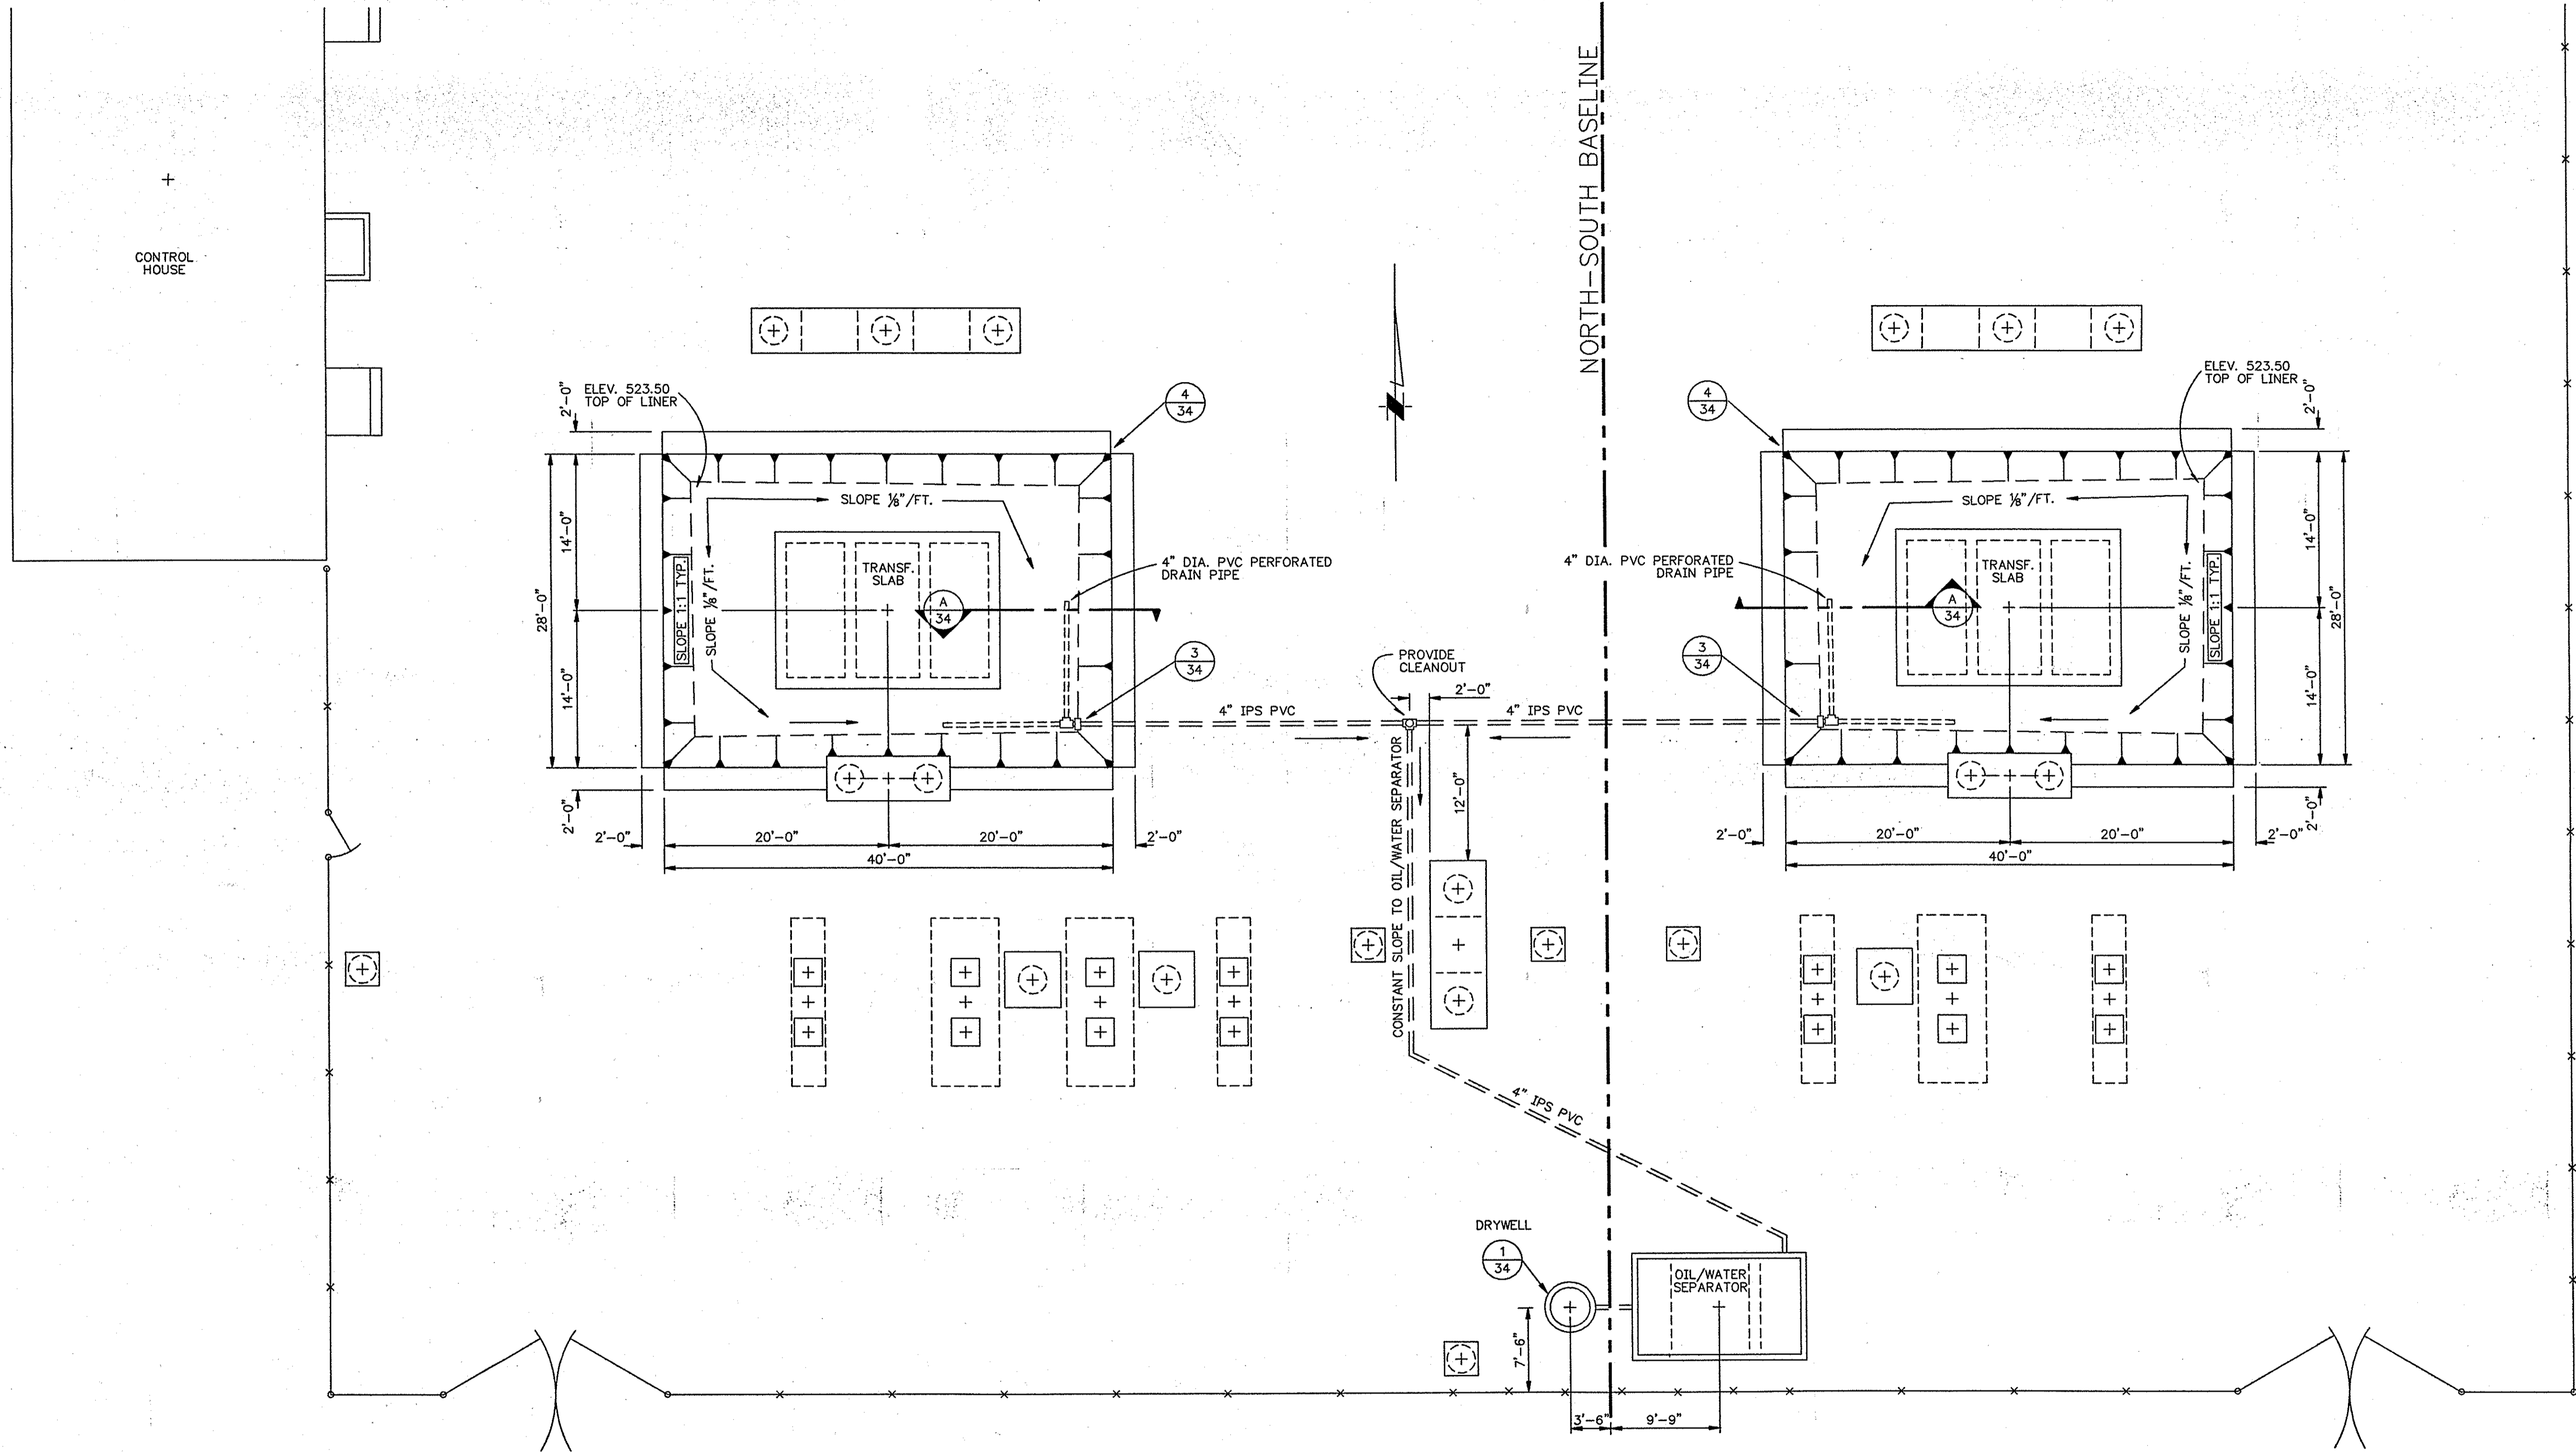 CONTROL
HOUSE
NORTH-SOUTH BASELINE
ELEV. 523.50
TOP OF LINER
2'-0"
4
34
28'-0"
14'-0"
14'-0"
2'-0"
SLOPE 1:1 TYP.
SLOPE 1/8"/FT.
SLOPE 1/8"/FT.
TRANSF.
SLAB
A
34
4" DIA. PVC PERFORATED
DRAIN PIPE
3
34
2'-0"
20'-0"
20'-0"
2'-0"
40'-0"
4" IPS PVC
PROVIDE
CLEANOUT
2'-0"
4" IPS PVC
12'-0"
CONSTANT SLOPE TO OIL/WATER SEPARATOR
4" IPS PVC
4
34
ELEV. 523.50
TOP OF LINER
2'-0"
SLOPE 1/8"/FT.
SLOPE 1/8"/FT.
SLOPE 1:1 TYP.
14'-0"
14'-0"
28'-0"
2'-0"
4" DIA. PVC PERFORATED
DRAIN PIPE
TRANSF.
SLAB
A
34
3
34
2'-0"
20'-0"
20'-0"
2'-0"
40'-0"
DRYWELL
1
34
OIL/WATER
SEPARATOR
7'-6"
3'-6"
9'-9"